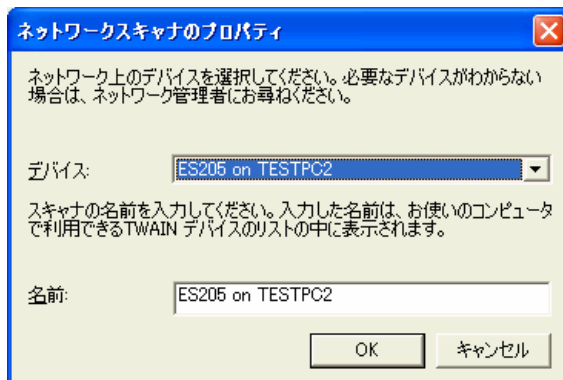 ネットワークスキャナのプロパティ
ネットワーク上のデバイスを選択してください。必要なデバイスがわからない
場合は、ネットワーク管理者にお尋ねください。
デバイス:
ES205 on TESTPC2
スキャナの名前を入力してください。入力した名前は、お使いのコンピュータ
で利用できるTWAIN デバイスのリストの中に表示されます。
名前:
ES205 on TESTPC2
OK
キャンセル